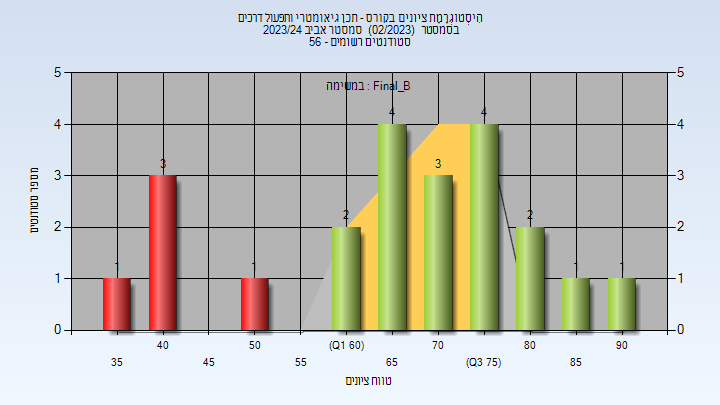 היסטוגרמת ציונים בקורס - תכן גיאומטרי ותפעול דרכים
בסמסטר (02/2023) סמסטר אביב 2023/24
סטודנטים רשומים - 56
במשימה : Final_B
5 5
4 4
3 3
2 2
1 1
0 0
מספר סטודנטים
1 3 1 2 4 3 4 2 1 1
40 50 (Q1 60) 70 80 90
35 45 55 65 (Q3 75) 85
טווח ציונים